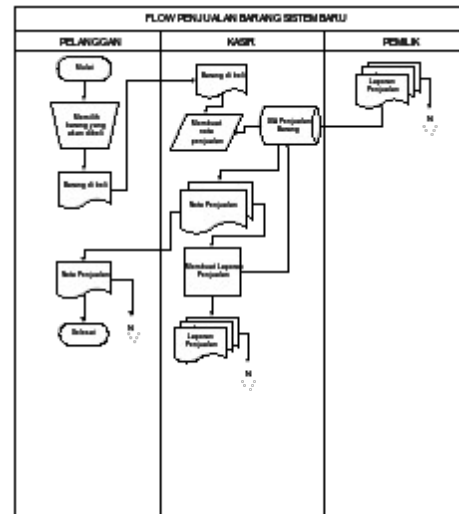 FLOW PENJUALAN BARANG SISTEM BARU
PELANGGAN
KASIR
PEMILIK
Mulai
Memilih
barang yang
akan dibeli
Barang di beli
Nota Penjualan
Selesai
N
Barang di beli
Membuat
nota
penjualan
Penjualan
Barang
Nota Penjualan
Membuat Laporan
Penjualan
Laporan
Penjualan
N
Laporan
Penjualan
N